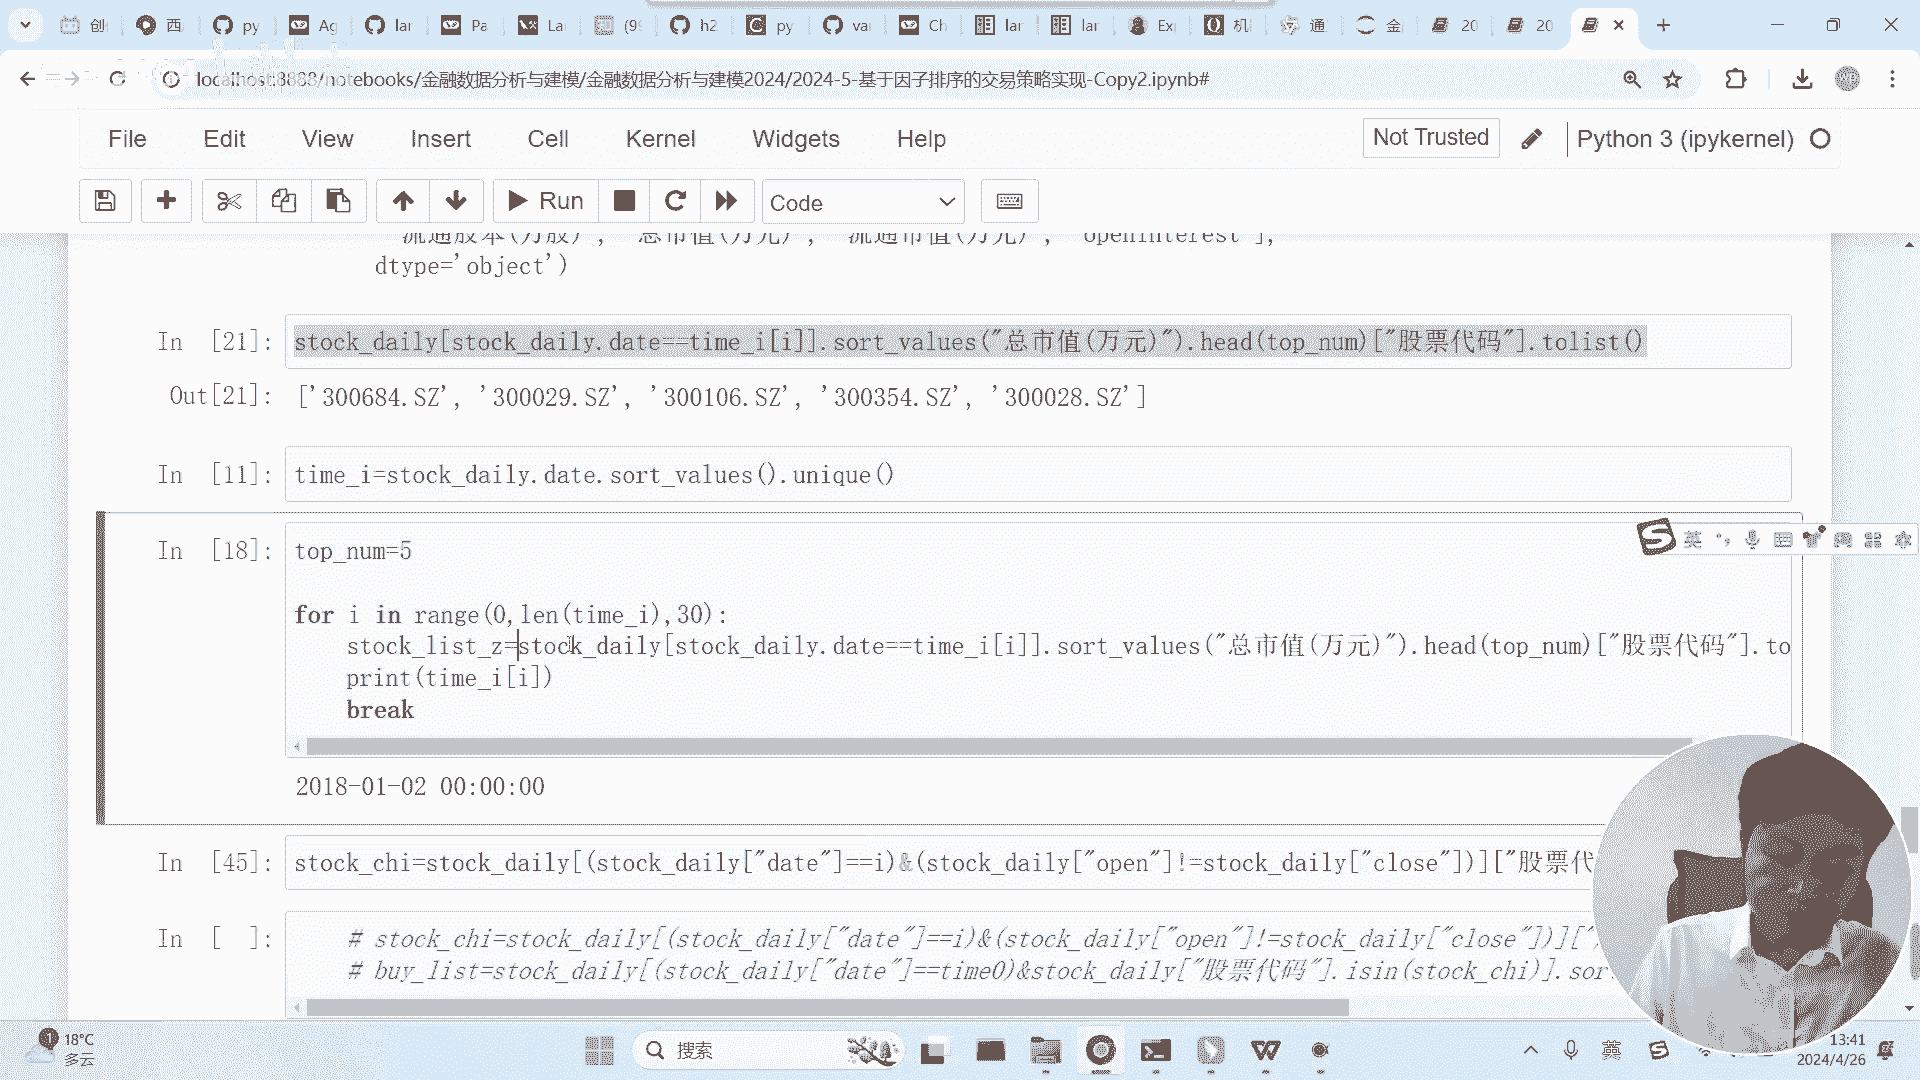 创
西
py
Ag
lar
Pa
La
(9
h2
py
va
Ch
lar
lar
Ex
机
通
金
20
20
localhost:8888/notebooks/金融数据分析与建模/金融数据分析与建模2024/2024-5-基于因子排序的交易策略实现-Copy2.ipynb#
File Edit View Insert Cell Kernel Widgets Help
Not Trusted
Python 3 (ipykernel)
Run
Code
流通股本(万股)', '总市值(万元)', '流通市值(万元)', 'openinterest'],
dtype='object')
In [21]: stock_daily[stock_daily.date==time_i[i]].sort_values("总市值(万元)").head(top_num)["股票代码"].tolist()
Out[21]: ['300684.SZ', '300029.SZ', '300106.SZ', '300354.SZ', '300028.SZ']
In [11]: time_i=stock_daily.date.sort_values().unique()
In [18]: top_num=5
for i in range(0,len(time_i),30):
stock_list_z=stock_daily[stock_daily.date==time_i[i]].sort_values("总市值(万元)").head(top_num)["股票代码"].to
print(time_i[i])
break
2018-01-02 00:00:00
In [45]: stock_chi=stock_daily[(stock_daily["date"]==i)&(stock_daily["open"]!=stock_daily["close"])]["股票代
In [ ]: # stock_chi=stock_daily[(stock_daily["date"]==i)&(stock_daily["open"]!=stock_daily["close"])]["
# buy_list=stock_daily[(stock_daily["date"]==time0)&stock_daily["股票代码"].isin(stock_chi)].sor
英
1
18°C
多云
搜索
英
13:41
2024/4/26